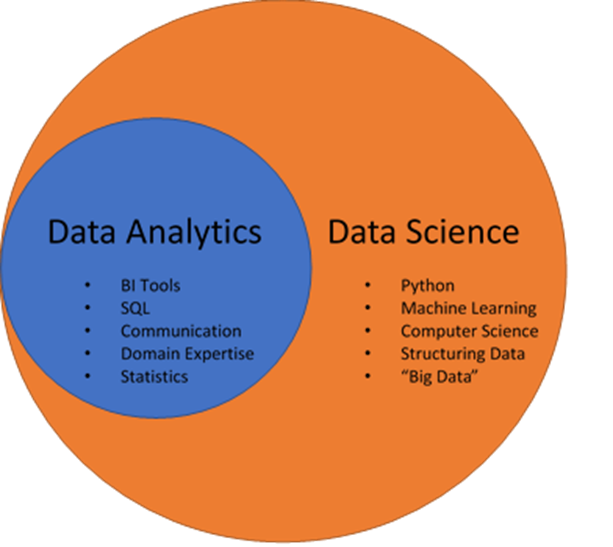 Data Analytics
• BI Tools
• SQL
• Communication
• Domain Expertise
• Statistics
Data Science
• Python
• Machine Learning
• Computer Science
• Structuring Data
• “Big Data”